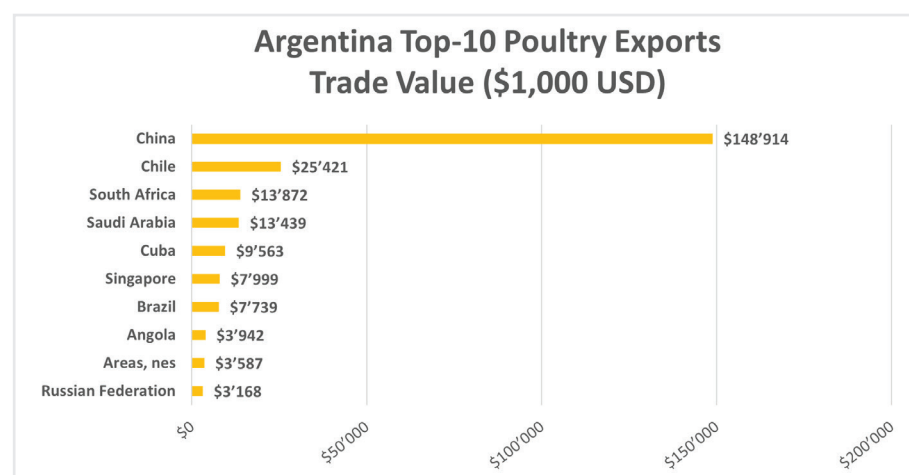 Argentina Top-10 Poultry Exports
Trade Value ($1,000 USD)
China $148’914
Chile $25’421
South Africa $13’872
Saudi Arabia $13’439
Cuba $9’563
Singapore $7’999
Brazil $7’739
Angola $3’942
Areas, nes $3’587
Russian Federation $3’168
$0 $50’000 $100’000 $150’000 $200’000